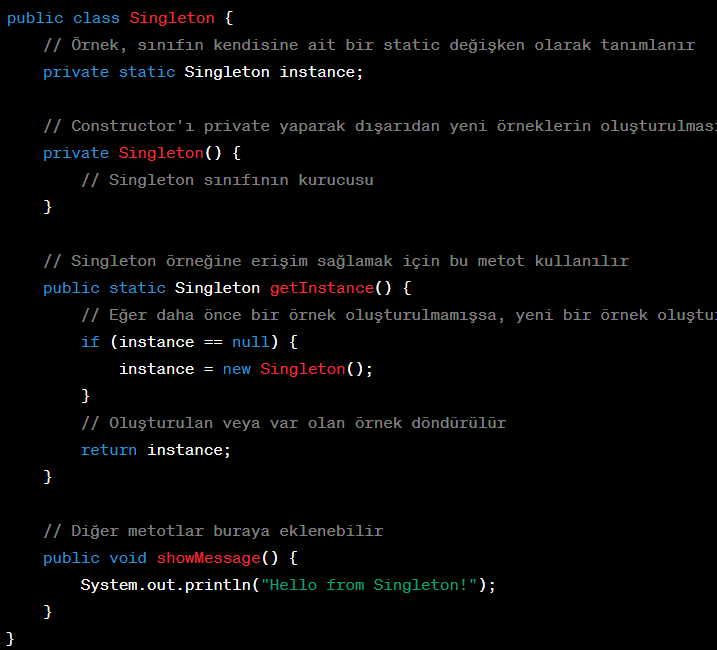 public class Singleton {
    // Örnek, sınıfın kendisine ait bir static değişken olarak tanımlanır
    private static Singleton instance;

    // Constructor'ı private yaparak dışarıdan yeni örneklerin
    private Singleton() {
        // Singleton sınıfının kurucusu
    }

    // Singleton örneğine erişim sağlamak için bu metot kullanılır
    public static Singleton getInstance() {
        // Eğer daha önce bir örnek oluşturulmamışsa, yeni bir örnek
        if (instance == null) {
            instance = new Singleton();
        }
        // Oluşturulan veya var olan örnek döndürülür
        return instance;
    }

    // Diğer metotlar buraya eklenebilir
    public void showMessage() {
        System.out.println("Hello from Singleton!");
    }
}